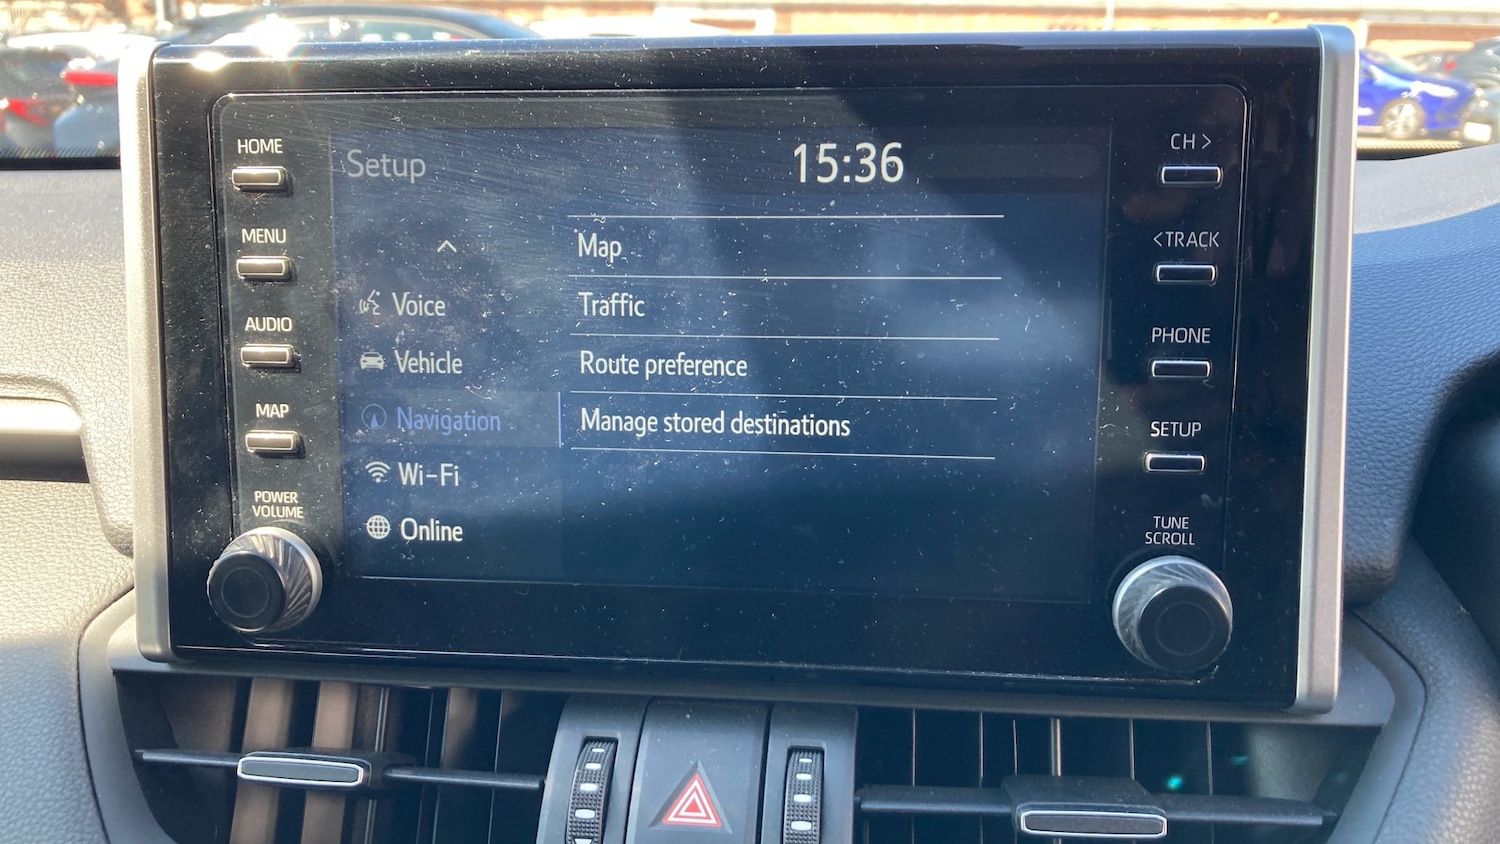 HOME
MENU
AUDIO
MAP
POWER
VOLUME
Setup
15:36
Voice
Vehicle
Navigation
Wi-Fi
Online
Map
Traffic
Route preference
Manage stored destinations
CH >
<TRACK
PHONE
SETUP
TUNE
SCROLL